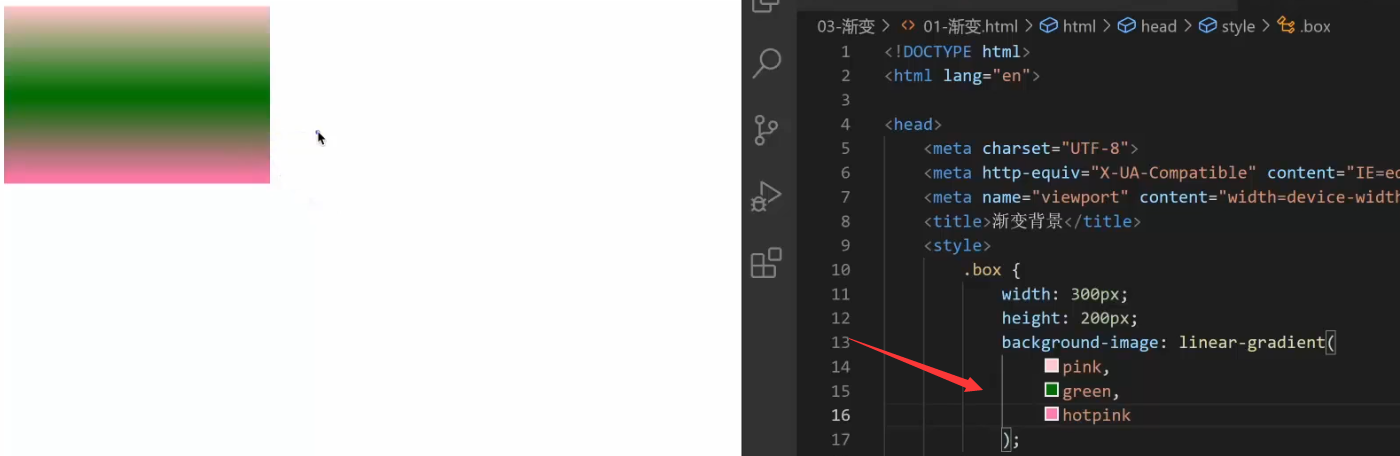 03-渐变 > <> 01-渐变.html > html > head > style > .box
1 <!DOCTYPE html>
2 <html lang="en">
3
4 <head>
5 <meta charset="UTF-8">
6 <meta http-equiv="X-UA-Compatible" content="IE=ed
7 <meta name="viewport" content="width=device-width
8 <title>渐变背景</title>
9 <style>
10 .box {
11 width: 300px;
12 height: 200px;
13 background-image: linear-gradient(
14 pink,
15 green,
16 hotpink
17 );